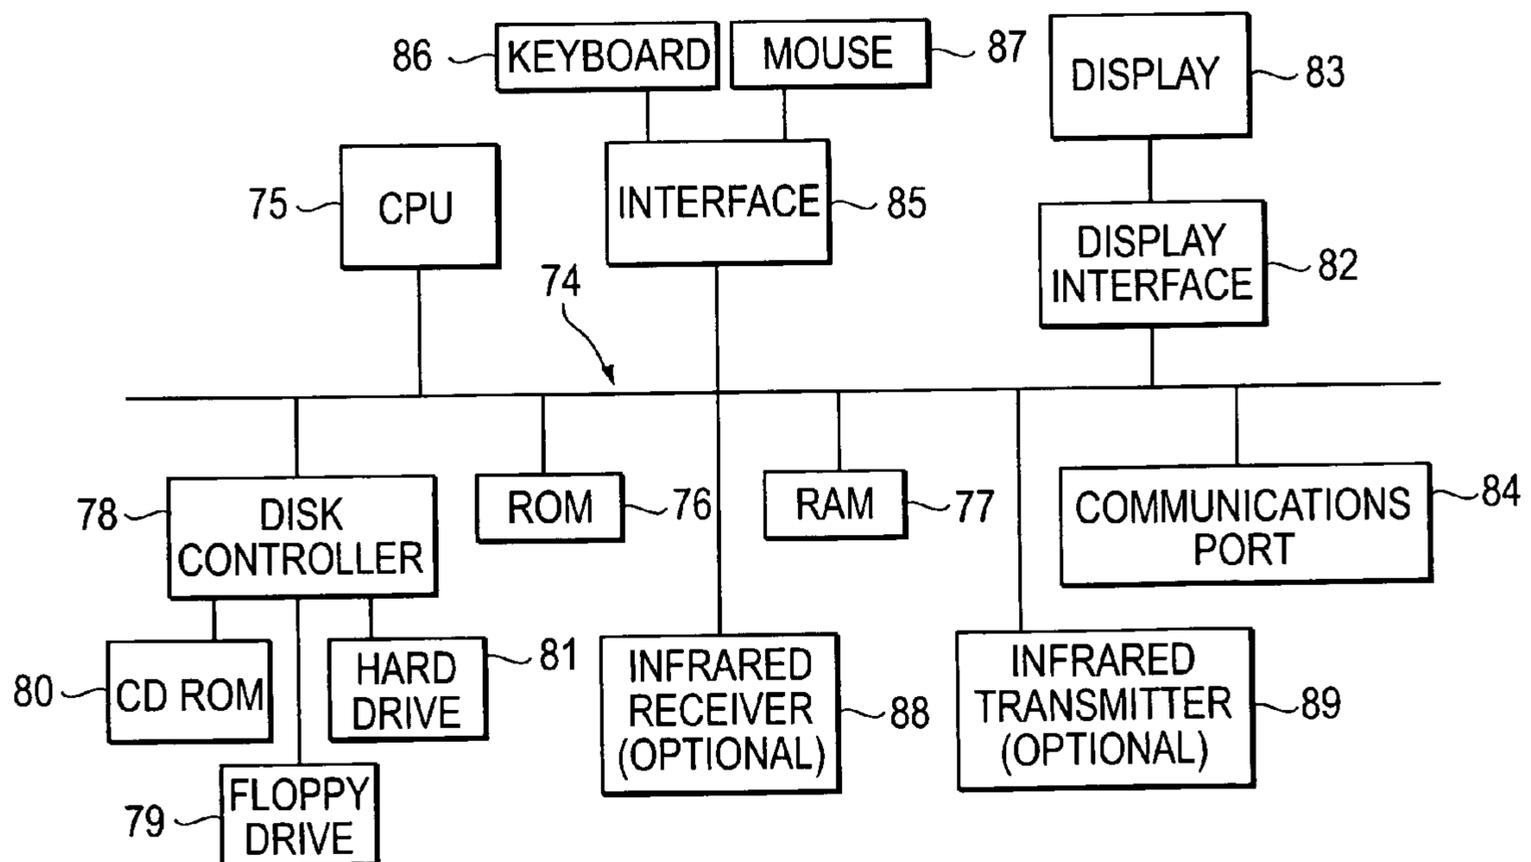 86
KEYBOARD
MOUSE
87
DISPLAY
83
75
CPU
INTERFACE
85
DISPLAY
INTERFACE
82
74
78
DISK
CONTROLLER
ROM
76
RAM
77
COMMUNICATIONS
PORT
84
80
CD ROM
HARD
DRIVE
81
INFRARED
RECEIVER
(OPTIONAL)
88
INFRARED
TRANSMITTER
(OPTIONAL)
89
79
FLOPPY
DRIVE